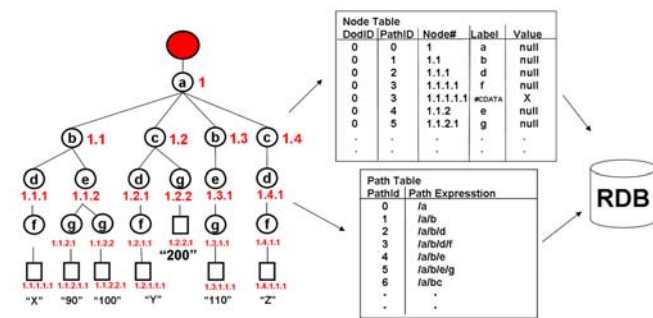 Node Table
DodID PathID Node# Label Value
0 0 1 a null
0 1 1.1 b null
0 2 1.1.1 d null
0 3 1.1.1.1 f null
0 3 1.1.1.1.1 #CDATA X
0 4 1.1.2 e null
0 5 1.1.2.1 g null
. . . . .
. . . . .
a 1
b 1.1 c 1.2 b 1.3 c 1.4
d e d g e d
1.1.1 1.1.2 1.2.1 1.2.2 1.3.1 1.4.1
f g g f g f
1.1.2.1 1.1.2.2 1.2.1.1 1.2.2.1 1.3.1.1 1.4.1.1
"200"
1.1.1.1.1 1.1.2.1.1 1.1.2.2.1 1.2.1.1.1 1.3.1.1.1 1.4.1.1.1
"X" "90" "100" "Y" "110" "Z"
Path Table
PathId Path Expresstion
0 /a
1 /a/b
2 /a/b/d
3 /a/b/d/f
4 /a/b/e
5 /a/b/e/g
6 /a/bc
. .
. .
RDB